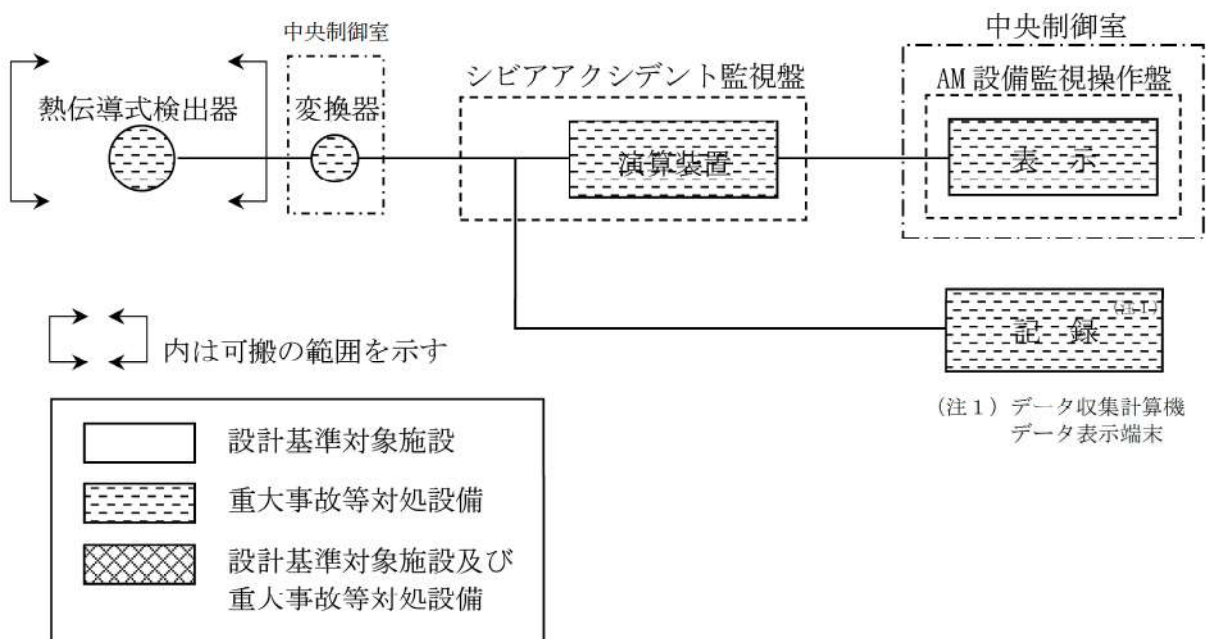 中央制御室
中央制御室
シビアアクシデント監視盤
AM 設備監視操作盤
熱伝導式検出器
変換器
演算装置
表 示
(注1)
記 録
内は可搬の範囲を示す
(注1) データ収集計算機
データ表示端末
設計基準対象施設
重大事故等対処設備
設計基準対象施設及び
重大事故等対処設備